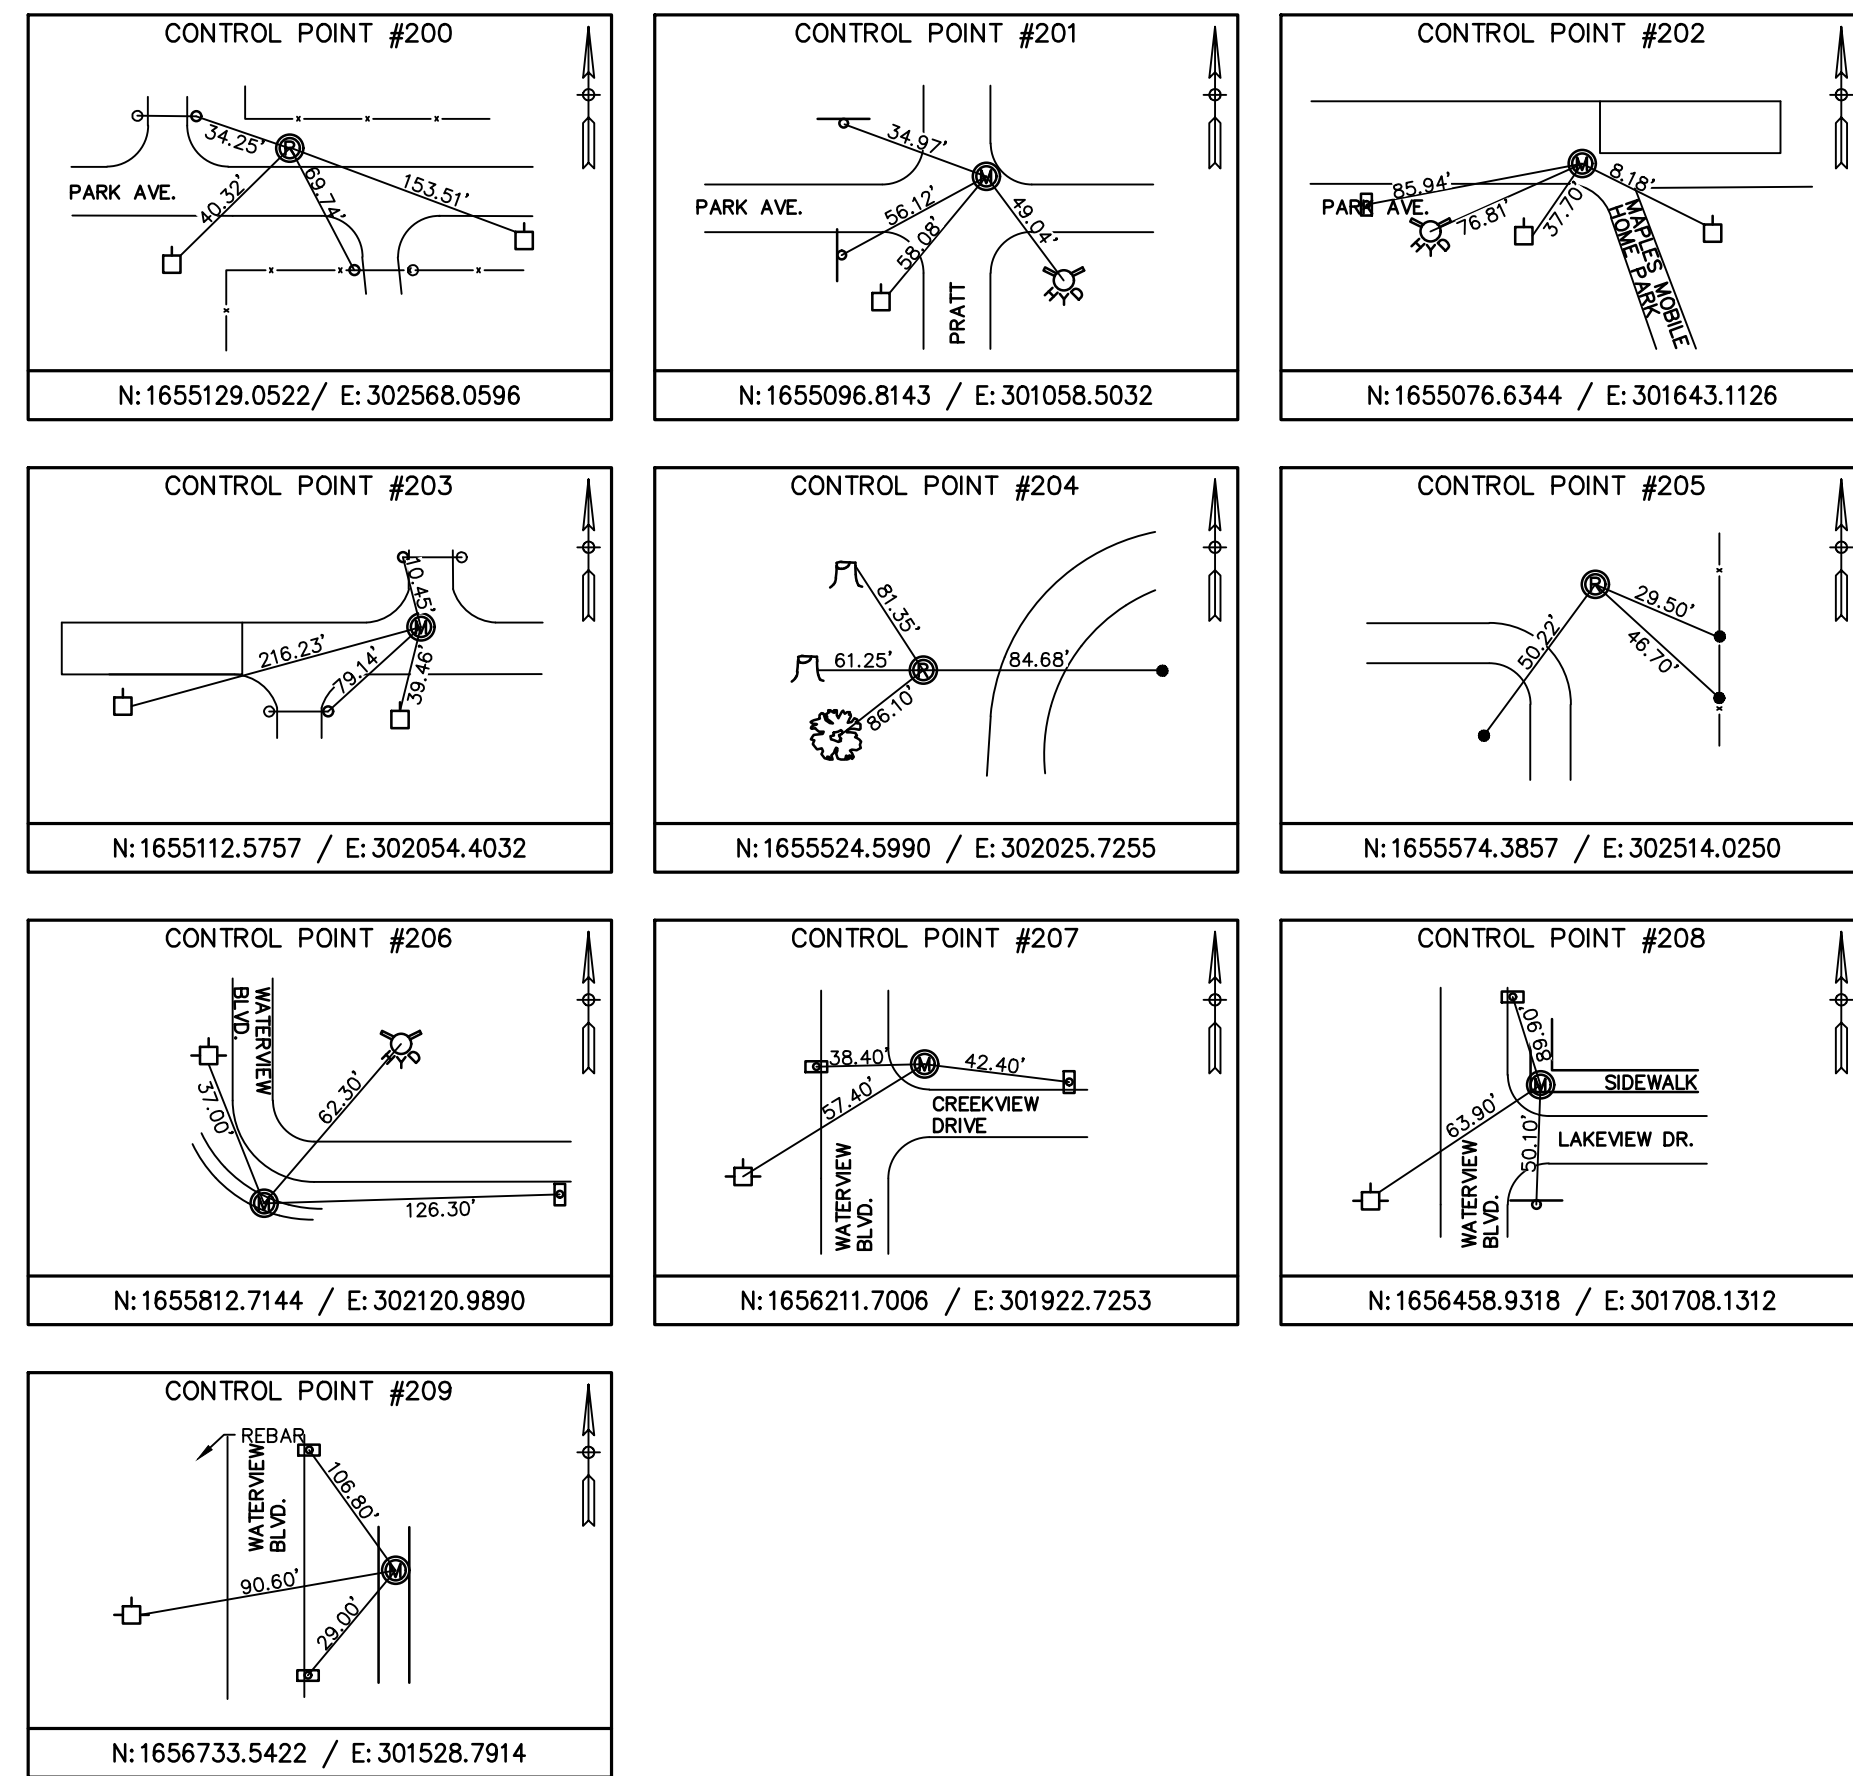 CONTROL POINT #200
34.25'
R
153.51'
69.74'
40.32'
PARK AVE.
N:1655129.0522/ E:302568.0596
CONTROL POINT #201
34.97'
M
56.12'
49.04'
58.08'
PARK AVE.
HYD
PRATT
N:1655096.8143 / E:301058.5032
CONTROL POINT #202
M
8.18'
85.94'
76.81'
37.70'
PARK AVE.
HYD
MAPLES MOBILE
HOME PARK
N:1655076.6344 / E:301643.1126
CONTROL POINT #203
10.45'
M
216.23'
79.14'
39.46'
N:1655112.5757 / E:302054.4032
CONTROL POINT #204
81.35'
61.25'
R
84.68'
86.10'
N:1655524.5990 / E:302025.7255
CONTROL POINT #205
R
29.50'
50.22'
46.70'
N:1655574.3857 / E:302514.0250
CONTROL POINT #206
WATERVIEW
BLVD.
HYD
37.00'
62.30'
M
126.30'
N:1655812.7144 / E:302120.9890
CONTROL POINT #207
38.40'
M
42.40'
57.40'
CREEKVIEW
DRIVE
WATERVIEW
BLVD.
N:1656211.7006 / E:301922.7253
CONTROL POINT #208
89.90'
M
SIDEWALK
63.90'
50.10'
LAKEVIEW DR.
WATERVIEW
BLVD.
N:1656458.9318 / E:301708.1312
CONTROL POINT #209
REBAR
WATERVIEW
BLVD.
106.80'
M
90.60'
29.00'
N:1656733.5422 / E:301528.7914